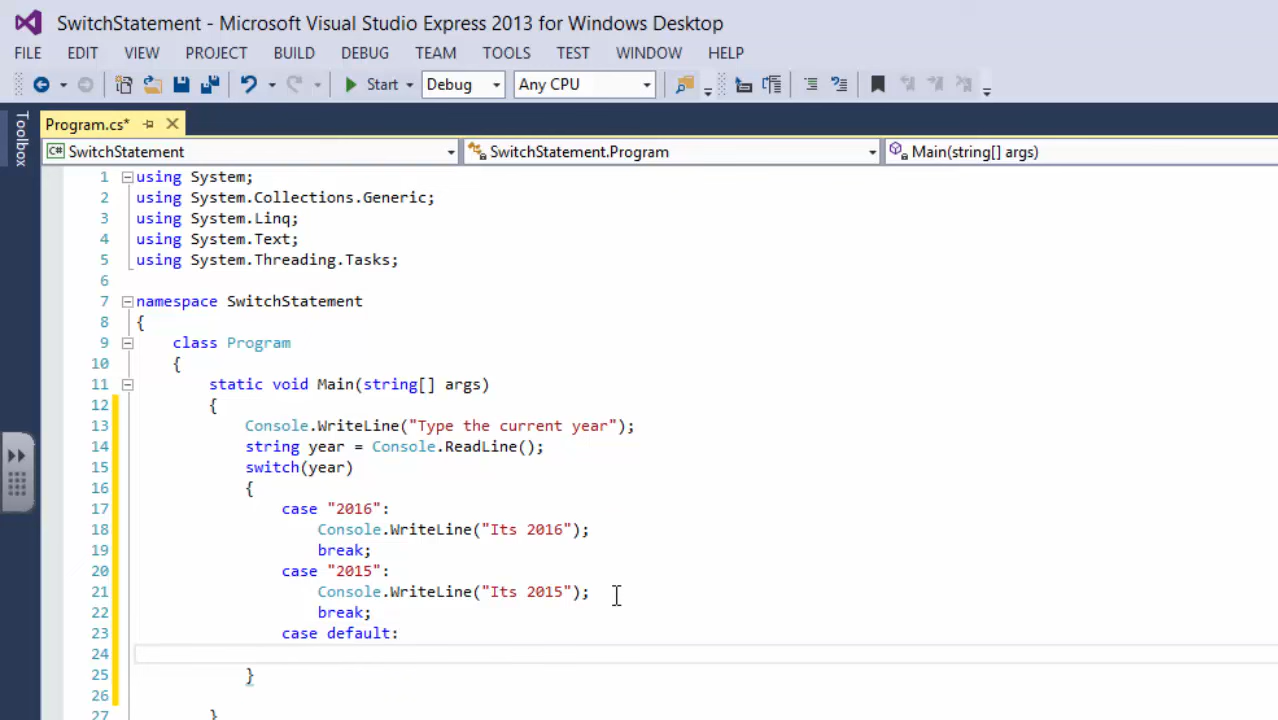 SwitchStatement - Microsoft Visual Studio Express 2013 for Windows Desktop
FILE EDIT VIEW PROJECT BUILD DEBUG TEAM TOOLS TEST WINDOW HELP
Start Debug Any CPU
Toolbox
Program.cs*
C# SwitchStatement SwitchStatement.Program Main(string[] args)
1 using System;
2 using System.Collections.Generic;
3 using System.Linq;
4 using System.Text;
5 using System.Threading.Tasks;
6
7 namespace SwitchStatement
8 {
9 class Program
10 {
11 static void Main(string[] args)
12 {
13 Console.WriteLine("Type the current year");
14 string year = Console.ReadLine();
15 switch(year)
16 {
17 case "2016":
18 Console.WriteLine("Its 2016");
19 break;
20 case "2015":
21 Console.WriteLine("Its 2015");
22 break;
23 case default:
24
25 }
26
27 }